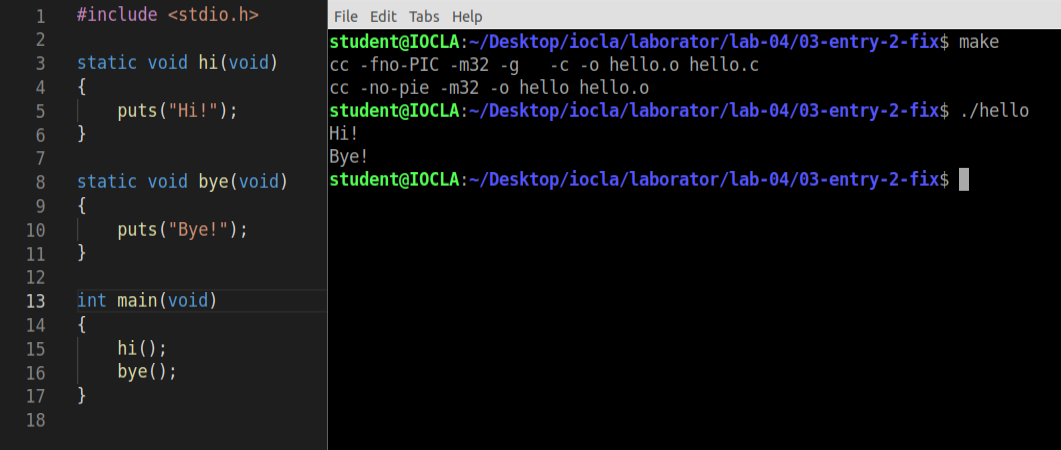 1 #include <stdio.h>
2
3 static void hi(void)
4 {
5     puts("Hi!");
6 }
7
8 static void bye(void)
9 {
10     puts("Bye!");
11 }
12
13 int main(void)
14 {
15     hi();
16     bye();
17 }
18
File Edit Tabs Help
student@IOCLA:~/Desktop/iocla/laborator/lab-04/03-entry-2-fix$ make
cc -fno-PIC -m32 -g   -c -o hello.o hello.c
cc -no-pie -m32 -o hello hello.o
student@IOCLA:~/Desktop/iocla/laborator/lab-04/03-entry-2-fix$ ./hello
Hi!
Bye!
student@IOCLA:~/Desktop/iocla/laborator/lab-04/03-entry-2-fix$